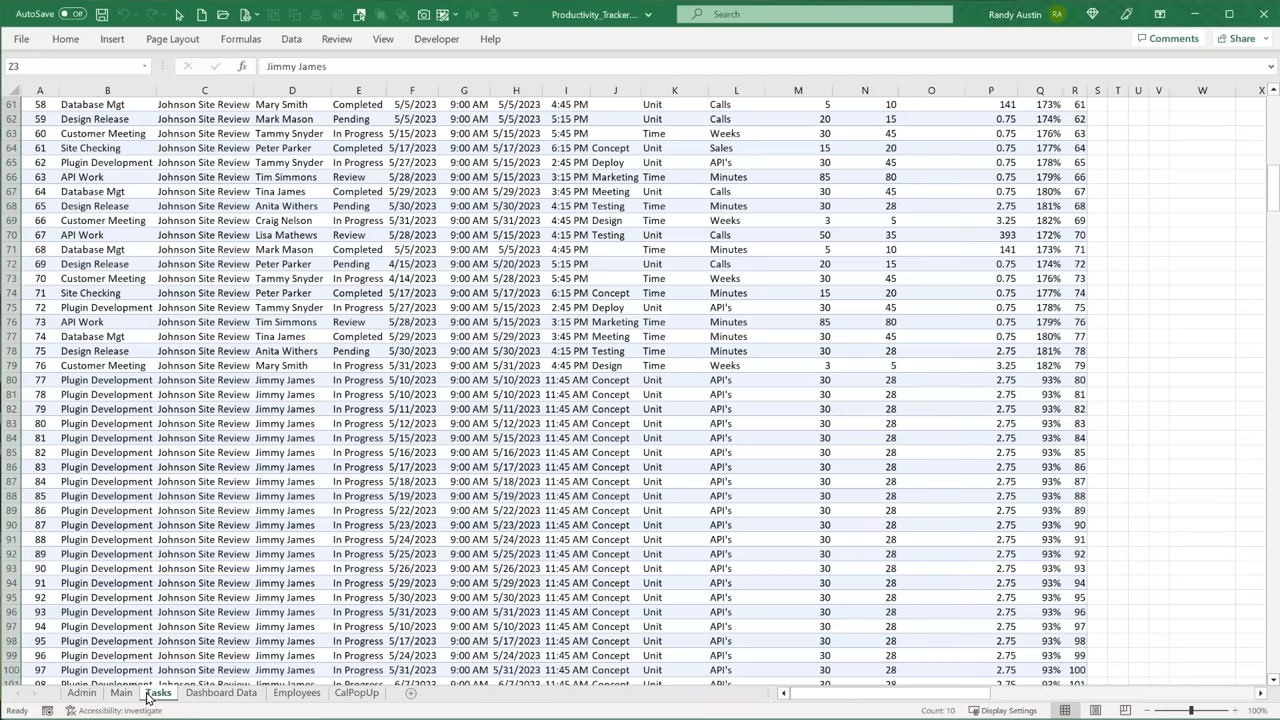 AutoSave Off Productivity_Tracker.... Search Randy Austin RA
File Home Insert Page Layout Formulas Data Review View Developer Help Comments Share
Z3 fx Jimmy James
A B C D E F G H I J K L M N O P Q R S T U V W X
61 58 Database Mgt Johnson Site Review Mary Smith Completed 5/5/2023 9:00 AM 5/5/2023 4:45 PM Unit Calls 5 10 141 173% 61
62 59 Design Release Johnson Site Review Mark Mason Pending 5/5/2023 9:00 AM 5/5/2023 5:15 PM Unit Calls 20 15 0.75 174% 62
63 60 Customer Meeting Johnson Site Review Tammy Snyder In Progress 5/15/2023 9:00 AM 5/15/2023 2:45 PM Time Weeks 30 45 0.75 176% 63
64 61 Site Checking Johnson Site Review Peter Parker Completed 5/17/2023 9:00 AM 5/17/2023 6:15 PM Concept Unit Sales 15 20 0.75 177% 64
65 62 Plugin Development Johnson Site Review Tammy Snyder In Progress 5/27/2023 9:00 AM 5/15/2023 2:45 PM Deploy Unit API's 30 45 0.75 178% 65
66 63 API Work Johnson Site Review Tammy Snyder Review 5/28/2023 9:00 AM 5/15/2023 3:15 PM Marketing Time Minutes 85 80 0.75 179% 66
67 64 Database Mgt Johnson Site Review Tina James Completed 5/29/2023 9:00 AM 5/29/2023 3:45 PM Meeting Unit Calls 30 45 0.75 180% 67
68 65 Design Release Johnson Site Review Anita Withers Pending 5/30/2023 9:00 AM 5/30/2023 4:15 PM Testing Time Minutes 30 28 2.75 181% 68
69 66 Customer Meeting Johnson Site Review Craig Nelson In Progress 5/31/2023 9:00 AM 5/31/2023 4:45 PM Design Time Weeks 3 5 3.25 182% 69
70 67 API Work Johnson Site Review Lisa Mathews Review 5/28/2023 9:00 AM 5/15/2023 4:15 PM Testing Unit Calls 50 35 393 172% 70
71 68 Database Mgt Johnson Site Review Mark Mason Completed 5/5/2023 9:00 AM 5/5/2023 4:45 PM Time Minutes 5 10 141 173% 71
72 69 Design Release Johnson Site Review Peter Parker Pending 4/15/2023 9:00 AM 5/20/2023 5:15 PM Unit Calls 20 15 0.75 174% 72
73 70 Customer Meeting Johnson Site Review Tammy Snyder In Progress 4/14/2023 9:00 AM 5/28/2023 2:45 PM Time Weeks 30 45 0.75 176% 73
74 71 Site Checking Johnson Site Review Peter Parker Completed 5/17/2023 9:00 AM 5/17/2023 6:15 PM Concept Time Minutes 15 20 0.75 177% 74
75 72 Plugin Development Johnson Site Review Tammy Snyder In Progress 5/27/2023 9:00 AM 5/15/2023 2:45 PM Deploy Unit API's 30 45 0.75 178% 75
76 73 API Work Johnson Site Review Tim Simmons Review 5/28/2023 9:00 AM 5/15/2023 3:15 PM Marketing Time Minutes 85 80 0.75 179% 76
77 74 Database Mgt Johnson Site Review Tina James Completed 5/29/2023 9:00 AM 5/29/2023 3:45 PM Meeting Time Minutes 30 45 0.75 180% 77
78 75 Design Release Johnson Site Review Anita Withers Pending 5/30/2023 9:00 AM 5/30/2023 4:15 PM Testing Time Minutes 30 28 2.75 181% 78
79 76 Customer Meeting Johnson Site Review Mary Smith In Progress 5/31/2023 9:00 AM 5/31/2023 4:45 PM Design Time Weeks 3 5 3.25 182% 79
80 77 Plugin Development Johnson Site Review Jimmy James In Progress 5/10/2023 9:00 AM 5/10/2023 11:45 AM Concept Unit API's 30 28 2.75 93% 80
81 78 Plugin Development Johnson Site Review Jimmy James In Progress 5/10/2023 9:00 AM 5/10/2023 11:45 AM Concept Unit API's 30 28 2.75 93% 81
82 79 Plugin Development Johnson Site Review Jimmy James In Progress 5/11/2023 9:00 AM 5/11/2023 11:45 AM Concept Unit API's 30 28 2.75 93% 82
83 80 Plugin Development Johnson Site Review Jimmy James In Progress 5/12/2023 9:00 AM 5/12/2023 11:45 AM Concept Unit API's 30 28 2.75 93% 83
84 81 Plugin Development Johnson Site Review Jimmy James In Progress 5/15/2023 9:00 AM 5/15/2023 11:45 AM Concept Unit API's 30 28 2.75 93% 84
85 82 Plugin Development Johnson Site Review Jimmy James In Progress 5/16/2023 9:00 AM 5/16/2023 11:45 AM Concept Unit API's 30 28 2.75 93% 85
86 83 Plugin Development Johnson Site Review Jimmy James In Progress 5/17/2023 9:00 AM 5/17/2023 11:45 AM Concept Unit API's 30 28 2.75 93% 86
87 84 Plugin Development Johnson Site Review Jimmy James In Progress 5/18/2023 9:00 AM 5/18/2023 11:45 AM Concept Unit API's 30 28 2.75 93% 87
88 85 Plugin Development Johnson Site Review Jimmy James In Progress 5/19/2023 9:00 AM 5/19/2023 11:45 AM Concept Unit API's 30 28 2.75 93% 88
89 86 Plugin Development Johnson Site Review Jimmy James In Progress 5/22/2023 9:00 AM 5/22/2023 11:45 AM Concept Unit API's 30 28 2.75 93% 89
90 87 Plugin Development Johnson Site Review Jimmy James In Progress 5/23/2023 9:00 AM 5/23/2023 11:45 AM Concept Unit API's 30 28 2.75 93% 90
91 88 Plugin Development Johnson Site Review Jimmy James In Progress 5/24/2023 9:00 AM 5/24/2023 11:45 AM Concept Unit API's 30 28 2.75 93% 91
92 89 Plugin Development Johnson Site Review Jimmy James In Progress 5/25/2023 9:00 AM 5/25/2023 11:45 AM Concept Unit API's 30 28 2.75 93% 92
93 90 Plugin Development Johnson Site Review Jimmy James In Progress 5/26/2023 9:00 AM 5/26/2023 11:45 AM Concept Unit API's 30 28 2.75 93% 93
94 91 Plugin Development Johnson Site Review Jimmy James In Progress 5/29/2023 9:00 AM 5/29/2023 11:45 AM Concept Unit API's 30 28 2.75 93% 94
95 92 Plugin Development Johnson Site Review Jimmy James In Progress 5/30/2023 9:00 AM 5/30/2023 11:45 AM Concept Unit API's 30 28 2.75 93% 95
96 93 Plugin Development Johnson Site Review Jimmy James In Progress 5/31/2023 9:00 AM 5/31/2023 11:45 AM Concept Unit API's 30 28 2.75 93% 96
97 94 Plugin Development Johnson Site Review Jimmy James In Progress 5/31/2023 9:00 AM 5/31/2023 11:45 AM Concept Unit API's 30 28 2.75 93% 97
98 95 Plugin Development Johnson Site Review Jimmy James In Progress 5/17/2023 9:00 AM 5/17/2023 11:45 AM Concept Unit API's 30 28 2.75 93% 98
99 96 Plugin Development Johnson Site Review Jimmy James In Progress 5/24/2023 9:00 AM 5/24/2023 11:45 AM Concept Unit API's 30 28 2.75 93% 99
100 97 Plugin Development Johnson Site Review Jimmy James In Progress 5/31/2023 9:00 AM 5/31/2023 11:45 AM Concept Unit API's 30 28 2.75 93% 100
101 98 Plugin Development Johnson Site Review Jimmy James In Progress 6/7/2023 9:00 AM 6/7/2023 11:45 AM Concept Unit API's 30 28 2.75 93% 101
Admin Main Tasks Dashboard Data Employees CalPopUp
Ready Accessibility: Investigate Count: 10 Display Settings 100%